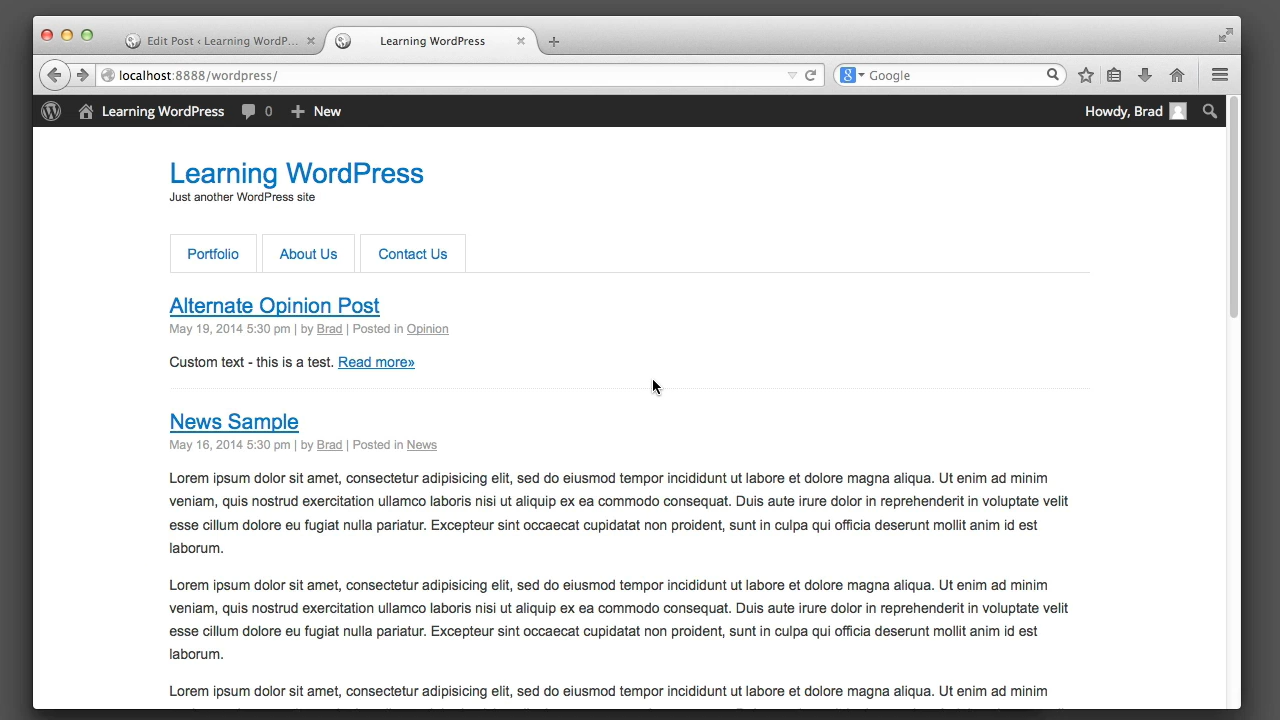 Edit Post ‹ Learning WordP...
Learning WordPress
localhost:8888/wordpress/
Google
Learning WordPress 0 New
Howdy, Brad
Learning WordPress
Just another WordPress site
Portfolio
About Us
Contact Us
Alternate Opinion Post
May 19, 2014 5:30 pm | by Brad | Posted in Opinion
Custom text - this is a test. Read more»
News Sample
May 16, 2014 5:30 pm | by Brad | Posted in News
Lorem ipsum dolor sit amet, consectetur adipisicing elit, sed do eiusmod tempor incididunt ut labore et dolore magna aliqua. Ut enim ad minim
veniam, quis nostrud exercitation ullamco laboris nisi ut aliquip ex ea commodo consequat. Duis aute irure dolor in reprehenderit in voluptate velit
esse cillum dolore eu fugiat nulla pariatur. Excepteur sint occaecat cupidatat non proident, sunt in culpa qui officia deserunt mollit anim id est
laborum.
Lorem ipsum dolor sit amet, consectetur adipisicing elit, sed do eiusmod tempor incididunt ut labore et dolore magna aliqua. Ut enim ad minim
veniam, quis nostrud exercitation ullamco laboris nisi ut aliquip ex ea commodo consequat. Duis aute irure dolor in reprehenderit in voluptate velit
esse cillum dolore eu fugiat nulla pariatur. Excepteur sint occaecat cupidatat non proident, sunt in culpa qui officia deserunt mollit anim id est
laborum.
Lorem ipsum dolor sit amet, consectetur adipisicing elit, sed do eiusmod tempor incididunt ut labore et dolore magna aliqua. Ut enim ad minim